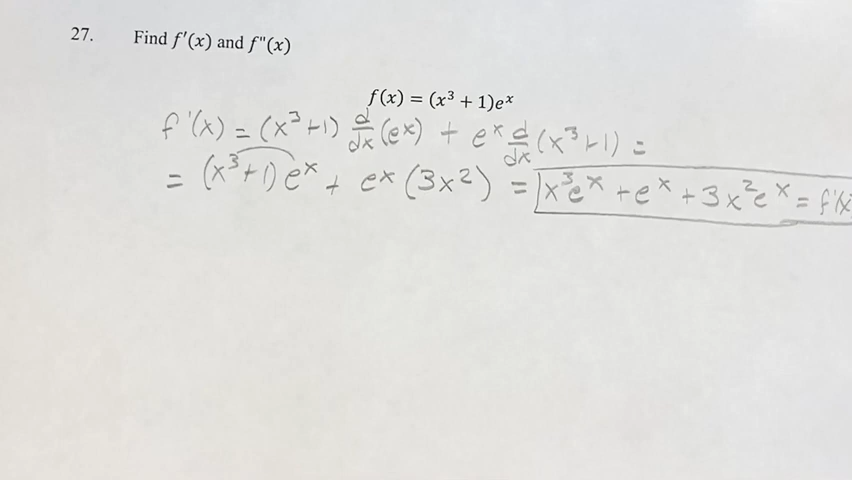 27. Find f'(x) and f"(x)
f(x) = (x³ + 1)eˣ
f'(x) = (x³+1) d/dx (eˣ) + eˣ d/dx (x³+1) =
= (x³+1)eˣ + eˣ(3x²) = x³eˣ + eˣ + 3x²eˣ = f'(x